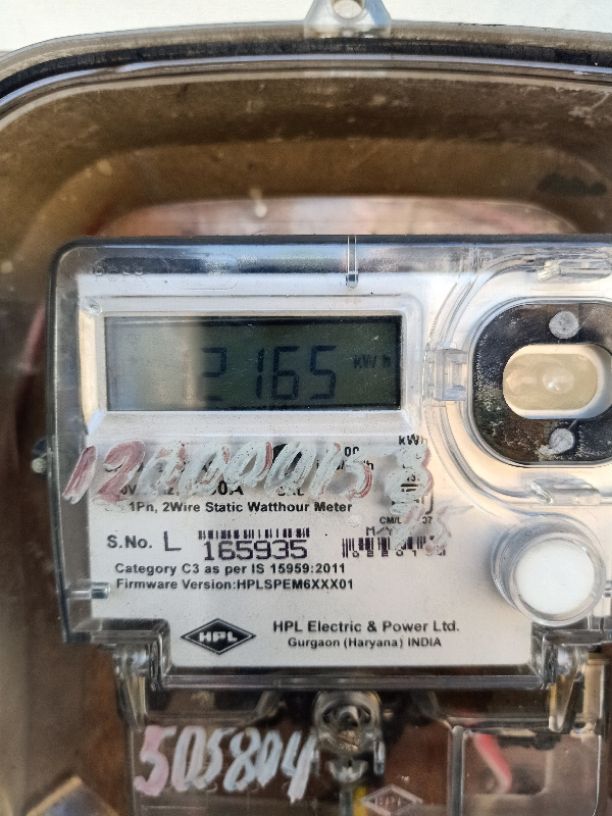 2165 kWh
kWh
1Pn, 2Wire Static Watthour Meter
S.No. L 165935
Category C3 as per IS 15959:2011
Firmware Version:HPLSPEM6XXX01
HPL
HPL Electric & Power Ltd.
Gurgaon (Haryana) INDIA
505804